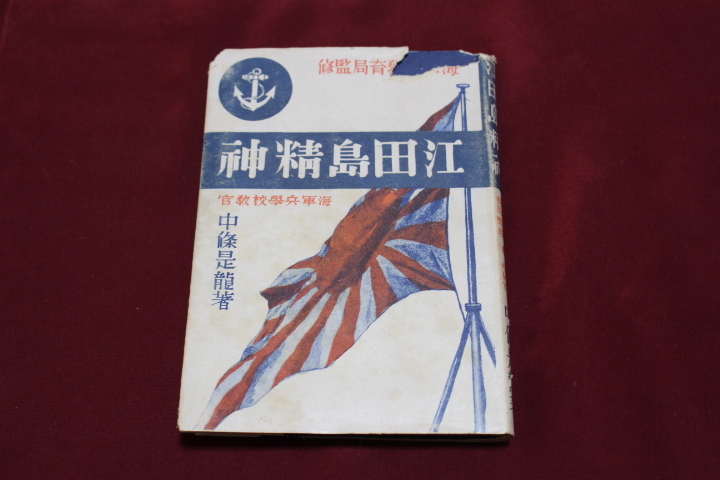 海 育局監修
江田島精神
海軍兵學校教官
中條是龍著